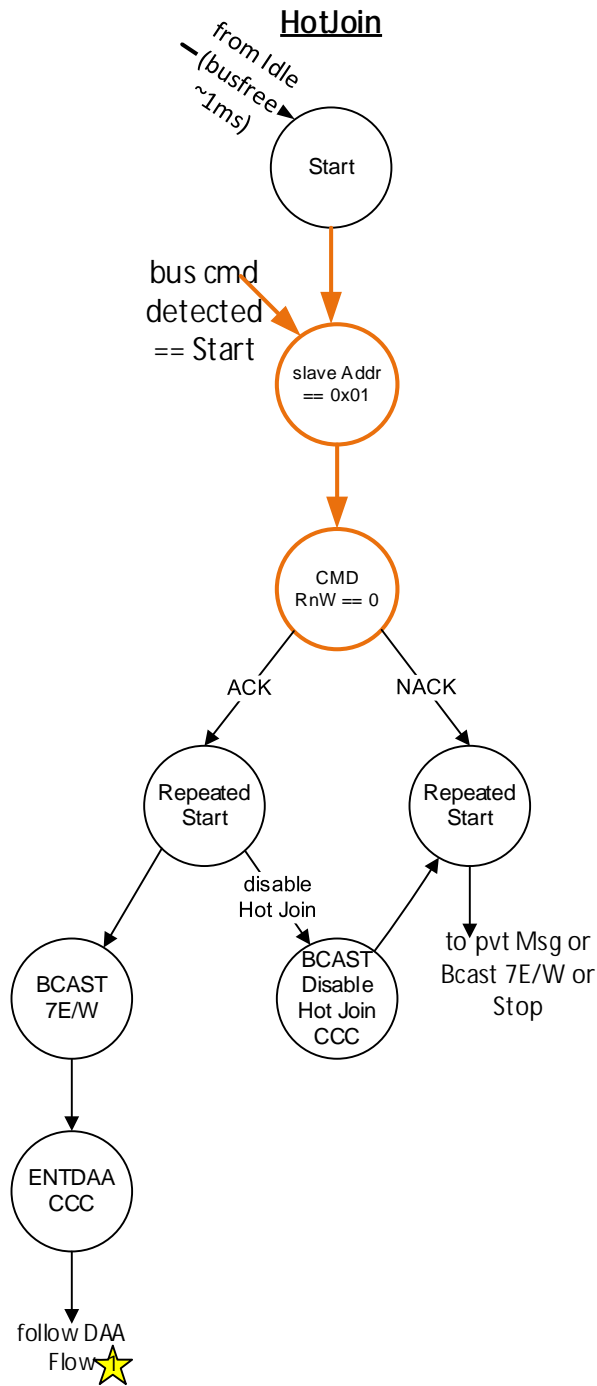 HotJoin
from Idle
(busfree
~1ms)
Start
bus cmd
detected
== Start
slave Addr
== 0x01
CMD
RnW == 0
ACK
NACK
Repeated
Start
Repeated
Start
disable
Hot Join
BCAST
7E/W
BCAST
Disable
Hot Join
CCC
to pvt Msg or
Bcast 7E/W or
Stop
ENTDAA
CCC
follow DAA
Flow 1